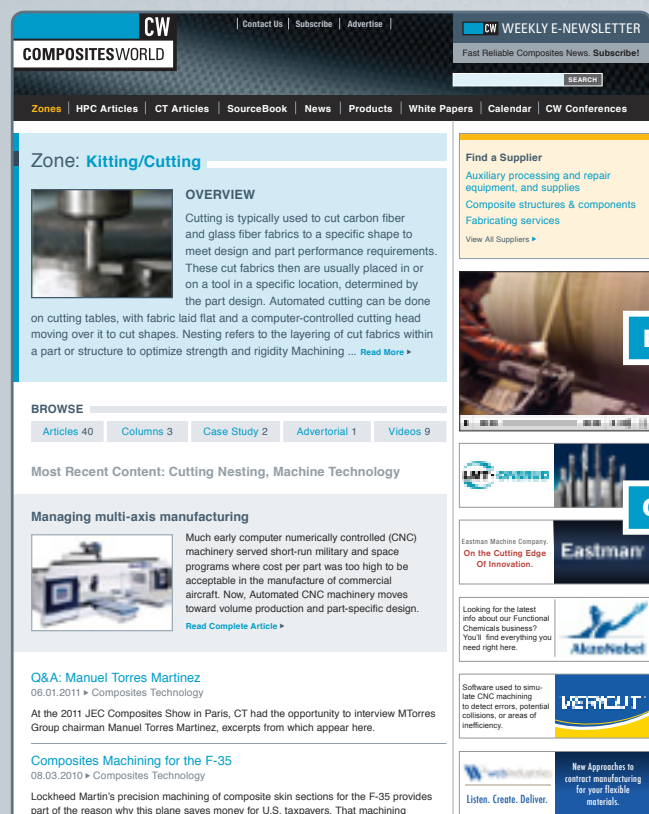 CW
COMPOSITESWORLD
Contact Us | Subscribe | Advertise |
CW WEEKLY E-NEWSLETTER
Fast Reliable Composites News. Subscribe!
SEARCH
Zones | HPC Articles | CT Articles | SourceBook | News | Products | White Papers | Calendar | CW Conferences
Zone: Kitting/Cutting
OVERVIEW
Cutting is typically used to cut carbon fiber
and glass fiber fabrics to a specific shape to
meet design and part performance requirements.
These cut fabrics then are usually placed in or
on a tool in a specific location, determined by
the part design. Automated cutting can be done
on cutting tables, with fabric laid flat and a computer-controlled cutting head
moving over it to cut shapes. Nesting refers to the layering of cut fabrics within
a part or structure to optimize strength and rigidity Machining ... Read More ▸
BROWSE
Articles 40
Columns 3
Case Study 2
Advertorial 1
Videos 9
Most Recent Content: Cutting Nesting, Machine Technology
Managing multi-axis manufacturing
Much early computer numerically controlled (CNC)
machinery served short-run military and space
programs where cost per part was too high to be
acceptable in the manufacture of commercial
aircraft. Now, Automated CNC machinery moves
toward volume production and part-specific design.
Read Complete Article ▸
Q&A: Manuel Torres Martinez
06.01.2011 ▸ Composites Technology
At the 2011 JEC Composites Show in Paris, CT had the opportunity to interview MTorres
Group chairman Manuel Torres Martinez, excerpts from which appear here.
Composites Machining for the F-35
08.03.2010 ▸ Composites Technology
Lockheed Martin's precision machining of composite skin sections for the F-35 provides
part of the reason why this plane saves money for U.S. taxpayers. That machining
Find a Supplier
Auxiliary processing and repair
equipment, and supplies
Composite structures & components
Fabricating services
View All Suppliers ▸
Eastman Machine Company.
On the Cutting Edge
Of Innovation.
Eastman
Looking for the latest
info about our Functional
Chemicals business?
You'll find everything you
need right here.
AkzoNobel
Software used to simu-
late CNC machining
to detect errors, potential
collisions, or areas of
inefficiency.
VERICUT
Listen. Create. Deliver.
New Approaches to
contract manufacturing
for your flexible
materials.